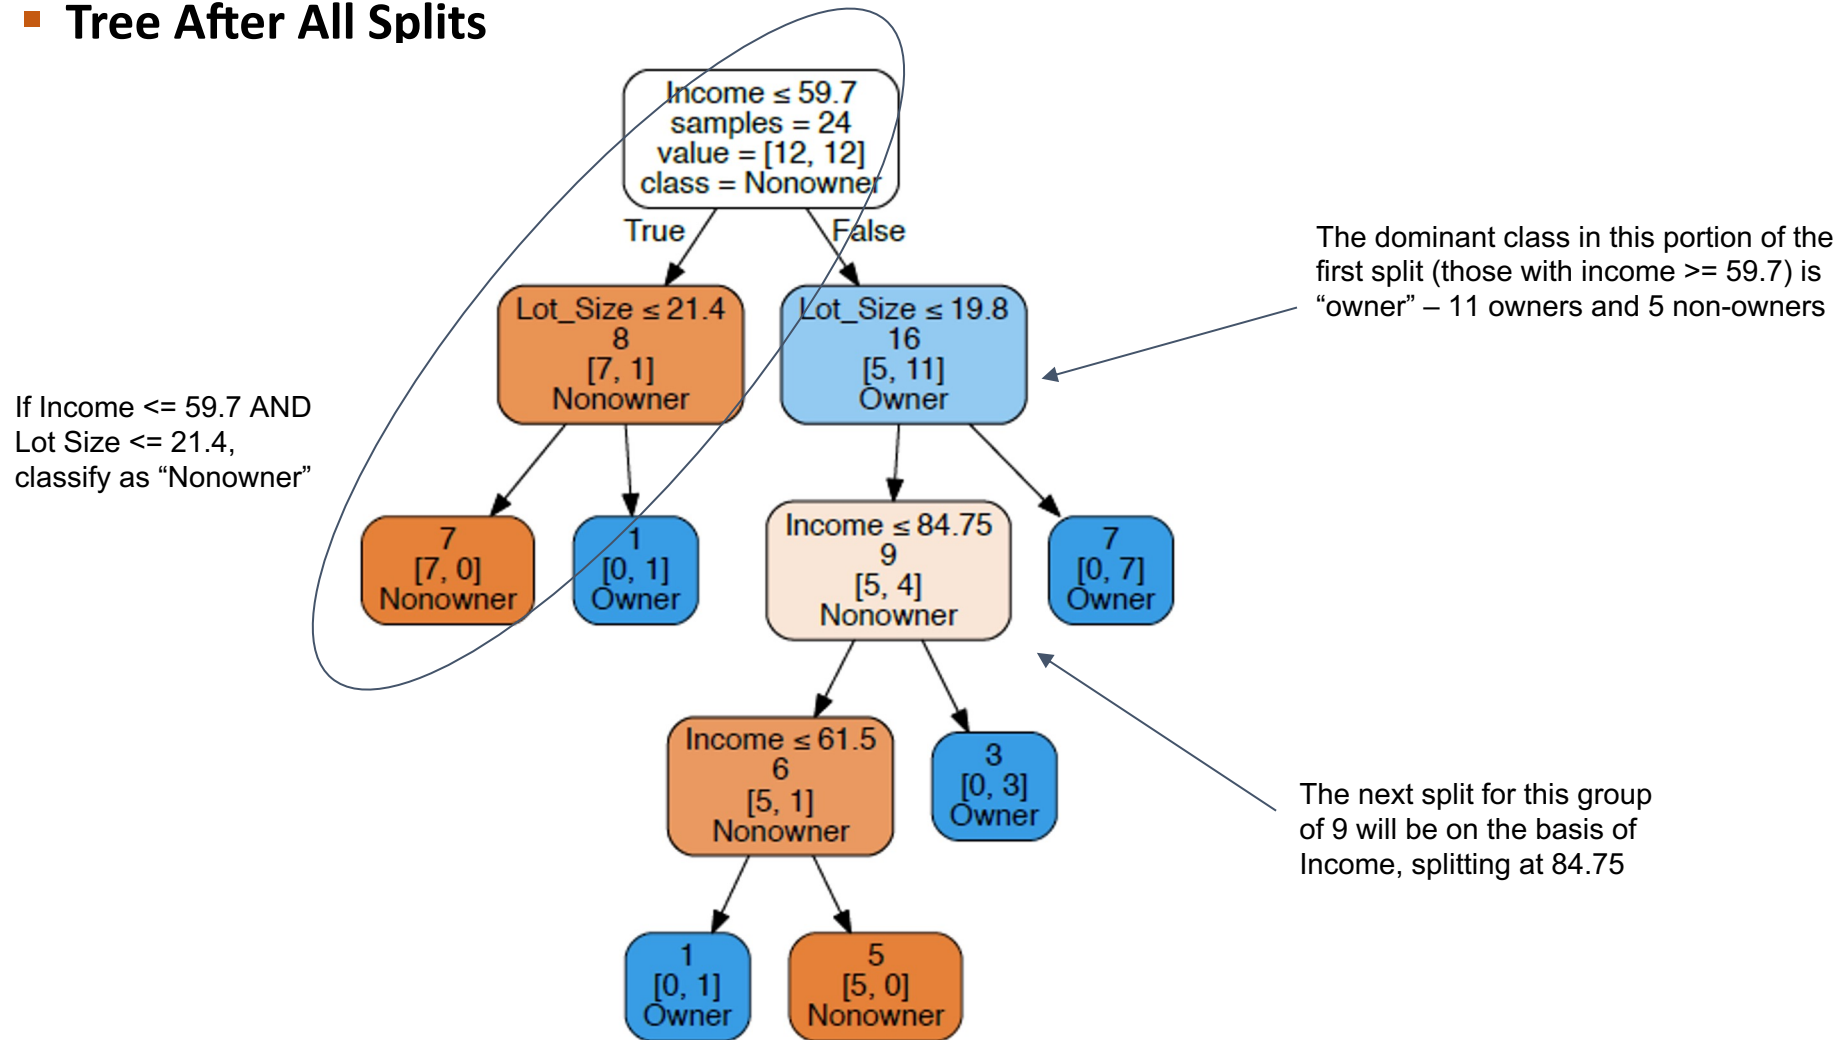 Tree After All Splits
Income ≤ 59.7
samples = 24
value = [12, 12]
class = Nonowner
True
False
The dominant class in this portion of the
first split (those with income >= 59.7) is
“owner” – 11 owners and 5 non-owners
Lot_Size ≤ 21.4
8
[7, 1]
Nonowner
Lot_Size ≤ 19.8
16
[5, 11]
Owner
If Income <= 59.7 AND
Lot Size <= 21.4,
classify as “Nonowner”
7
[7, 0]
Nonowner
1
[0, 1]
Owner
Income ≤ 84.75
9
[5, 4]
Nonowner
7
[0, 7]
Owner
Income ≤ 61.5
6
[5, 1]
Nonowner
3
[0, 3]
Owner
The next split for this group
of 9 will be on the basis of
Income, splitting at 84.75
1
[0, 1]
Owner
5
[5, 0]
Nonowner